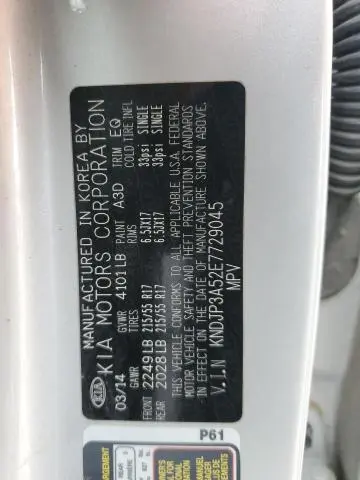 KIA
MANUFACTURED IN KOREA BY
KIA MOTORS CORPORATION
03/14 GVWR 4101LB PAINT A3D TRIM EQ
GAWR TIRES RIMS COLD TIRE INFL
FRONT 2249LB 215/55 R17 6.5JX17 33psi SINGLE
REAR 2028LB 215/55 R17 6.5JX17 33psi SINGLE
THIS VEHICLE CONFORMS TO ALL APPLICABLE U.S.A. FEDERAL
VEHICLE SAFETY AND THEFT PREVENTION STANDARDS
IN EFFECT ON THE DATE OF MANUFACTURE SHOWN ABOVE.
V.I.N KNDJP3A52E7729045
MPV
P61
REAR